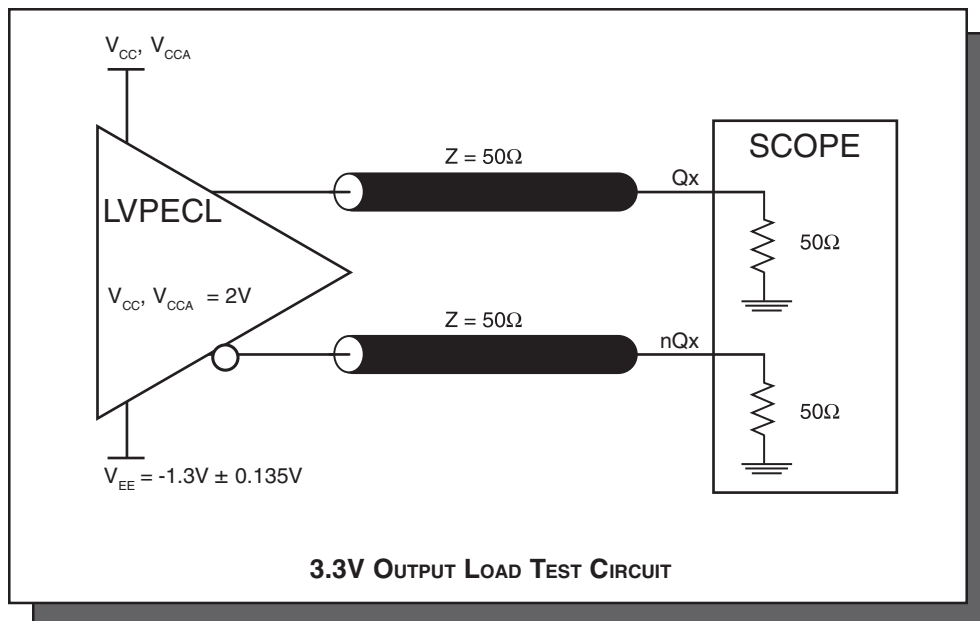 VCC, VCCA
SCOPE
Z = 50Ω
Qx
LVPECL
50Ω
VCC, VCCA = 2V
Z = 50Ω
nQx
50Ω
VEE = -1.3V ± 0.135V
3.3V OUTPUT LOAD TEST CIRCUIT